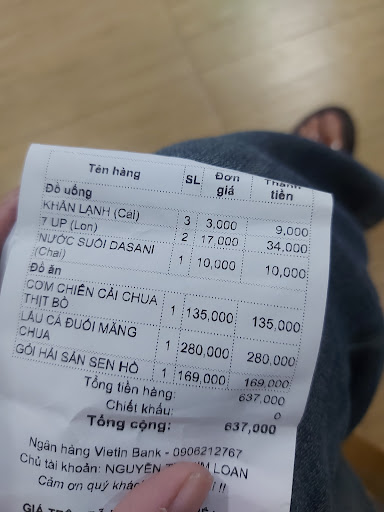 Tên hàng SL Đơn giá Thành tiền
Đồ uống
KHĂN LẠNH (Cái) 3 3,000 9,000
7 UP (Lon) 2 17,000 34,000
NƯỚC SUỐI DASANI (Chai) 1 10,000 10,000
Đồ ăn
CƠM CHIÊN CẢI CHUA THỊT BÒ 1 135,000 135,000
LẨU CÁ ĐUỐI MĂNG CHUA 1 280,000 280,000
GỎI HẢI SẢN SEN HỒ 1 169,000 169,000
Tổng tiền hàng: 637,000
Chiết khấu: 0
Tổng cộng: 637,000
Ngân hàng Vietin Bank - 0906212767
Chủ tài khoản: NGUYỄN LOAN
Cảm ơn quý !!